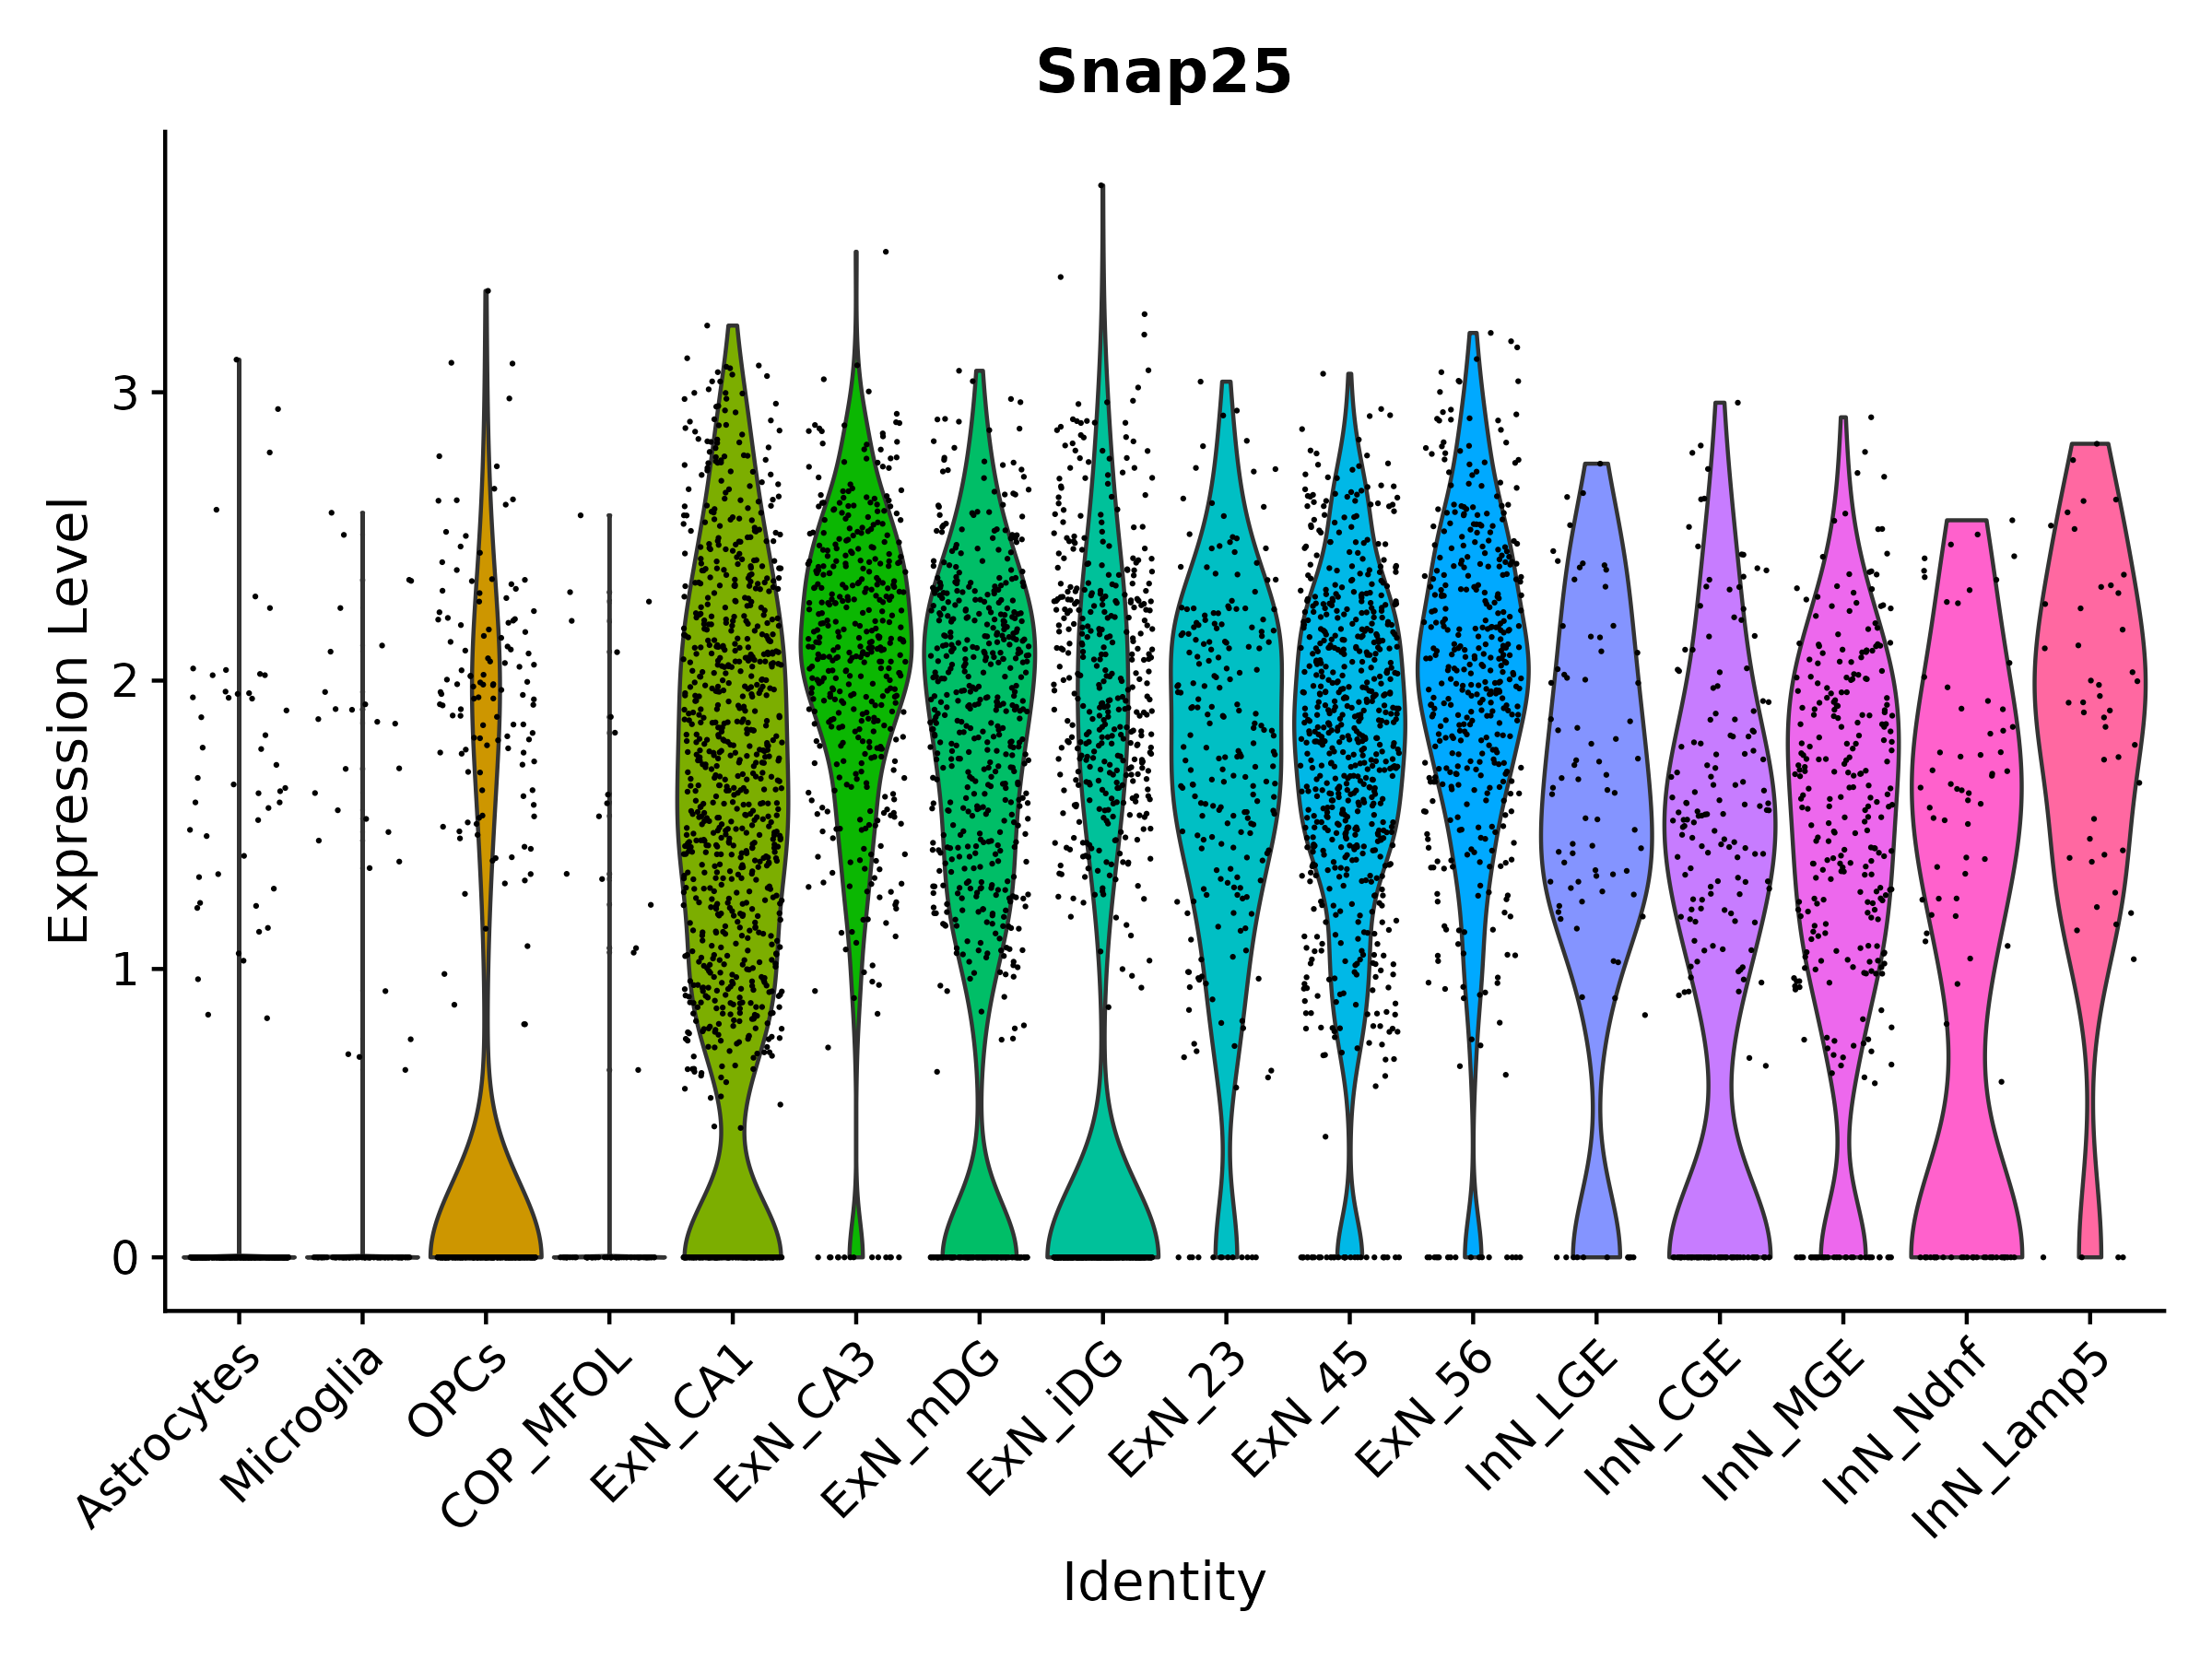 Snap25
Expression Level
3
2
1
0
Astrocytes
Microglia
OPCs
COP_MFOL
ExN_CA1
ExN_CA3
ExN_mDG
ExN_iDG
ExN_23
ExN_45
ExN_56
InN_LGE
InN_CGE
InN_MGE
InN_Ndnf
InN_Lamp5
Identity